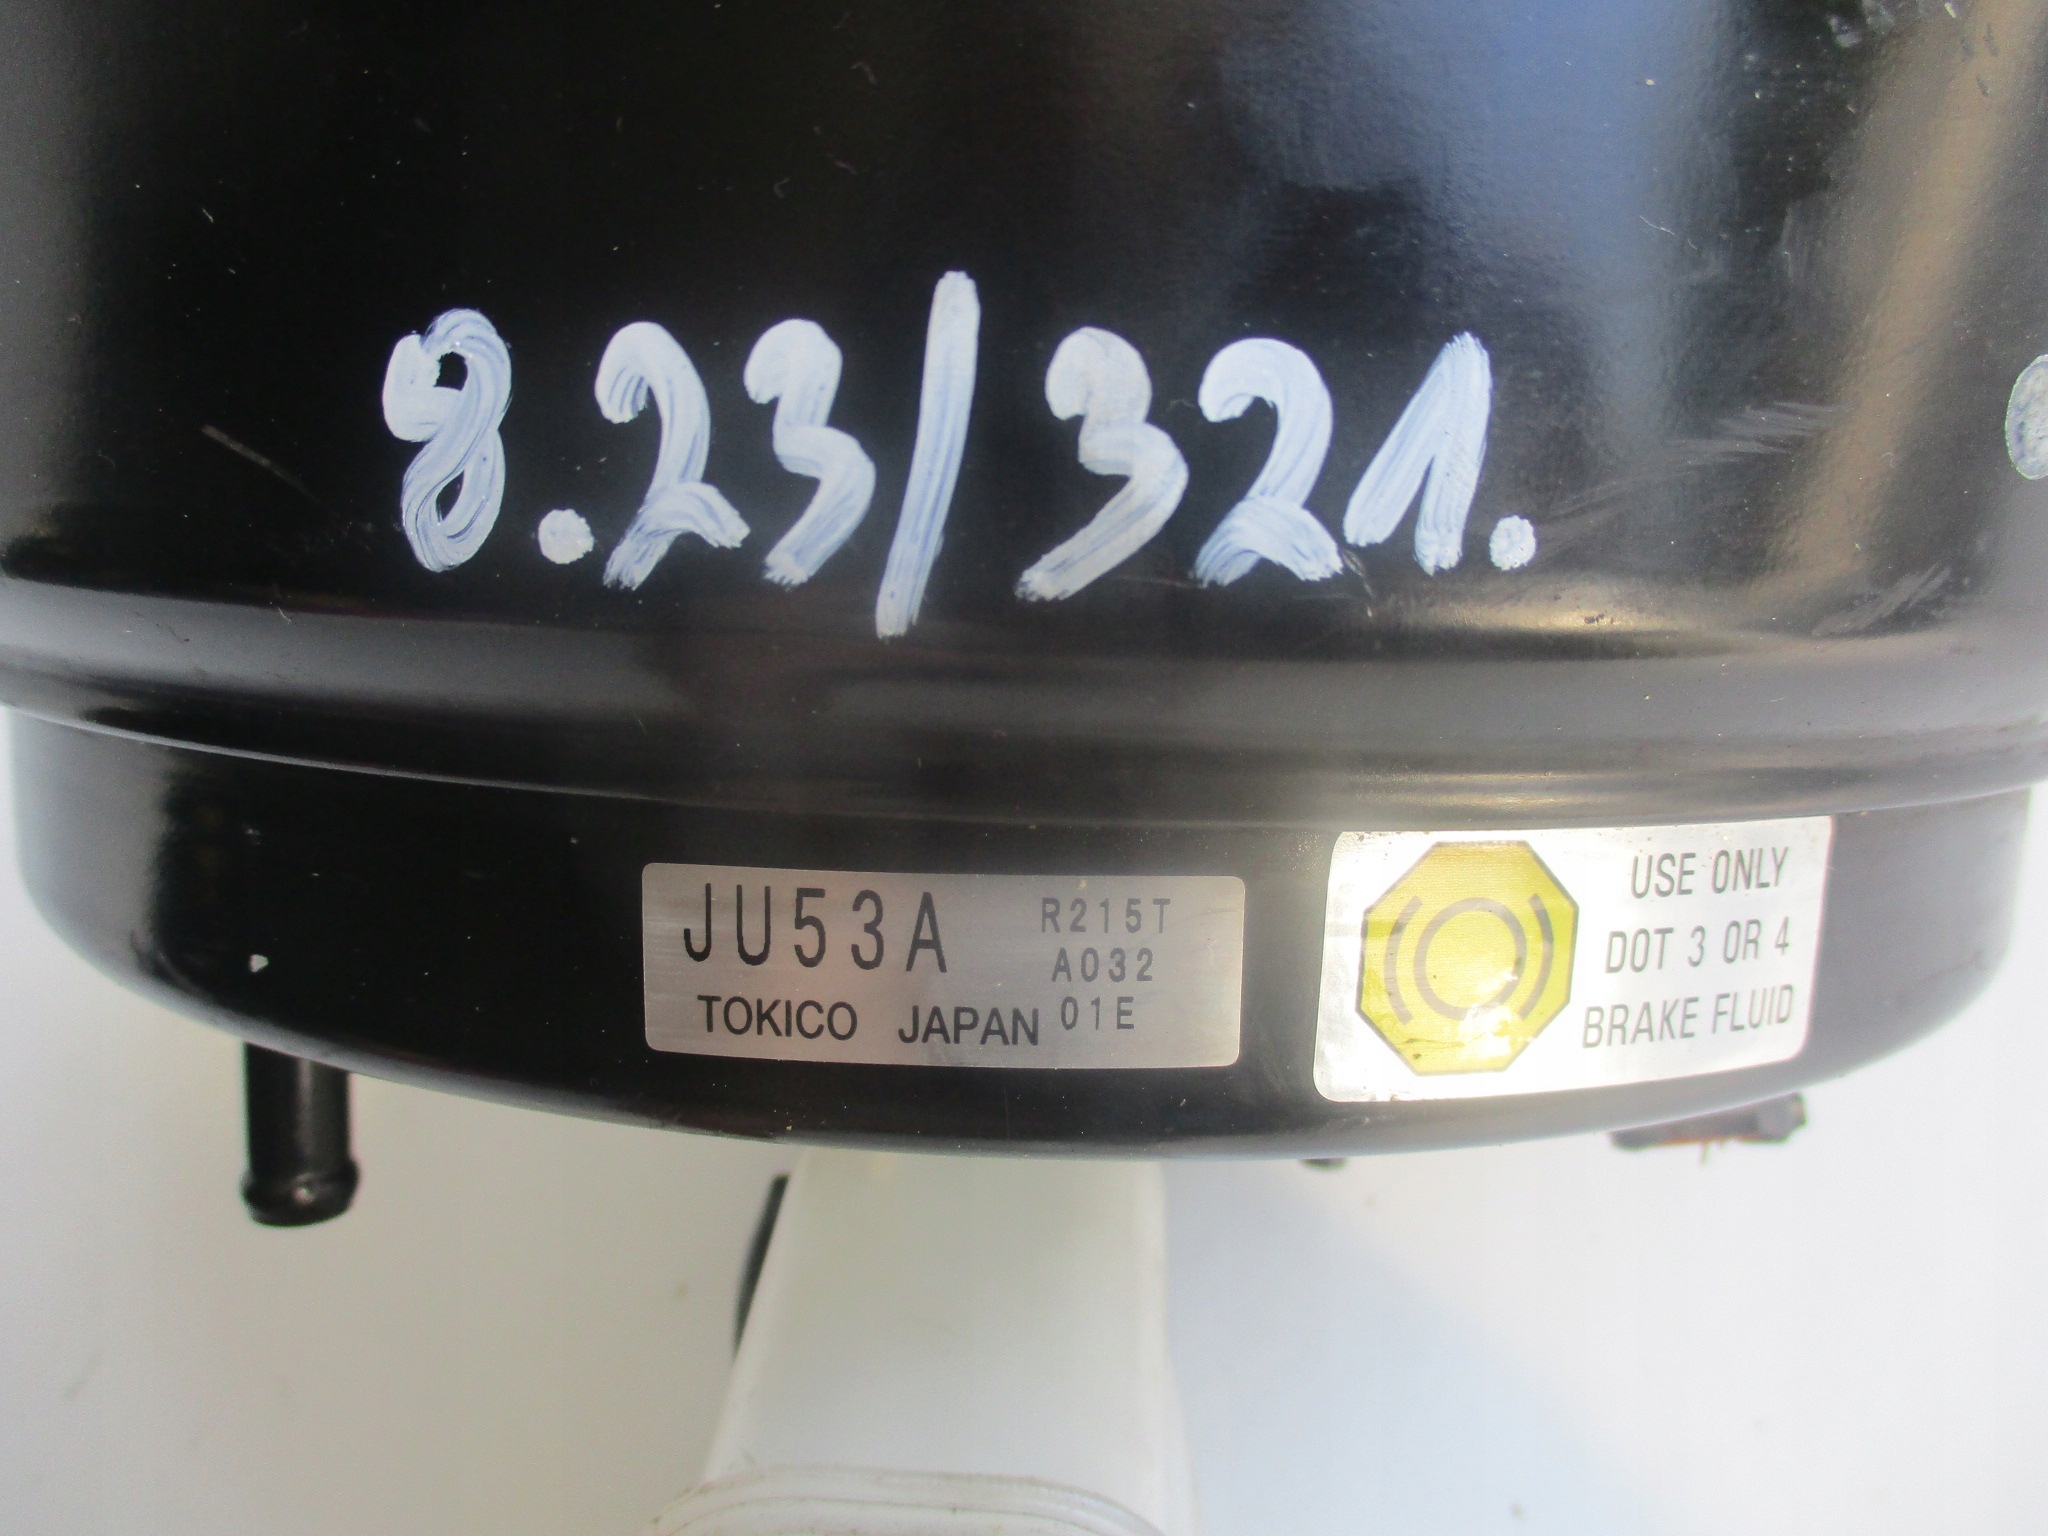 8.23/321.
JU53A
R215T
A032
TOKICO JAPAN
01E
USE ONLY
DOT 3 OR 4
BRAKE FLUID